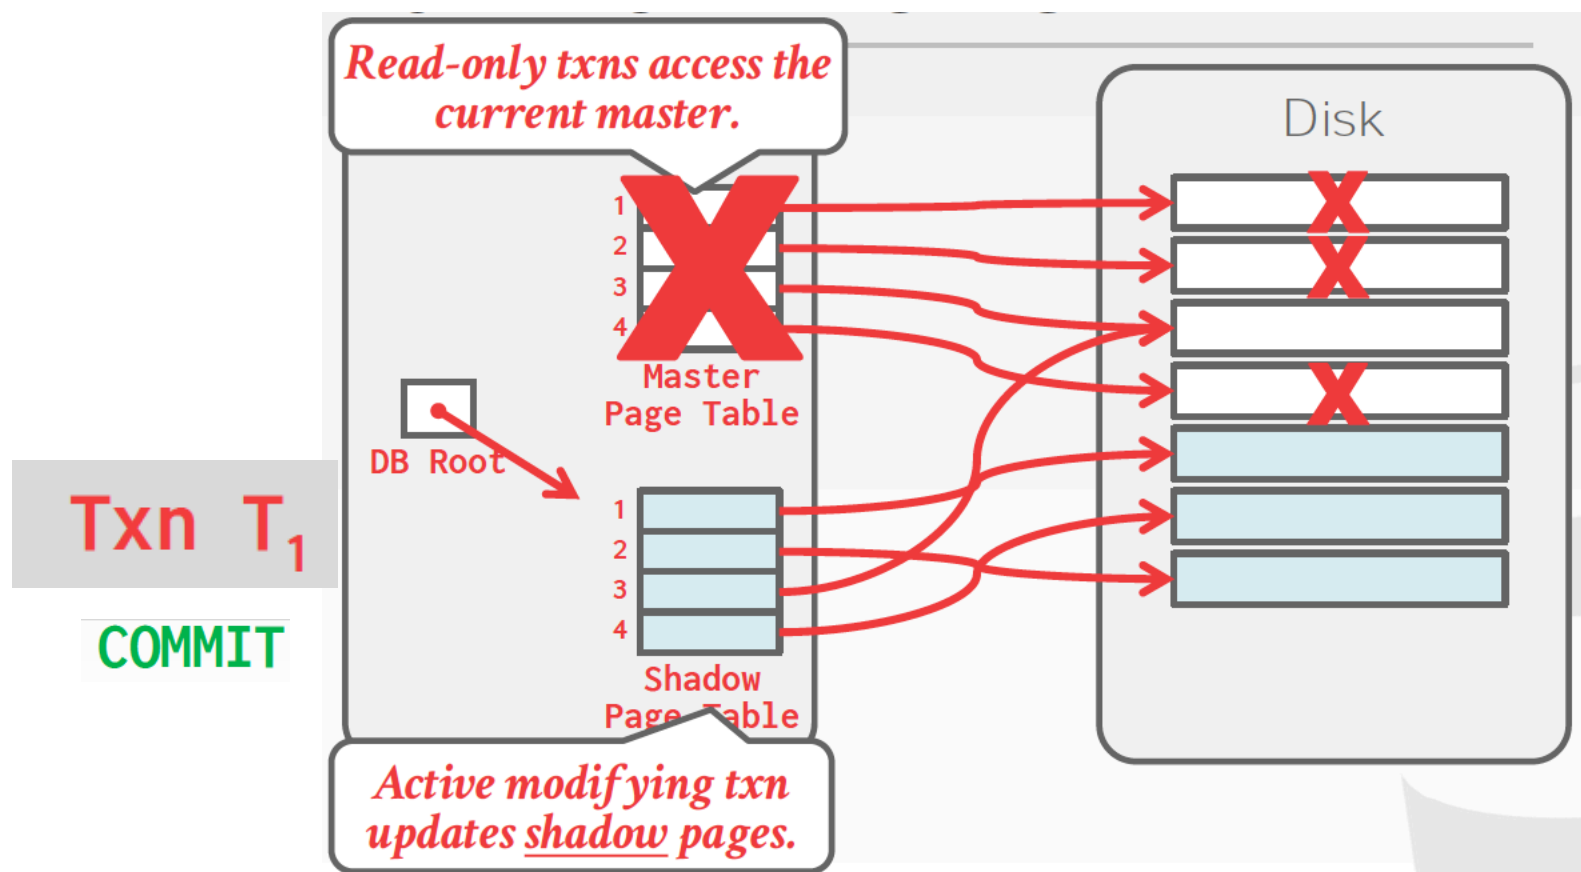 Read-only txns access the
current master.
Disk
1
2
3
4
Master
Page Table
DB Root
Txn T₁
COMMIT
1
2
3
4
Shadow
Page Table
Active modifying txn
updates shadow pages.